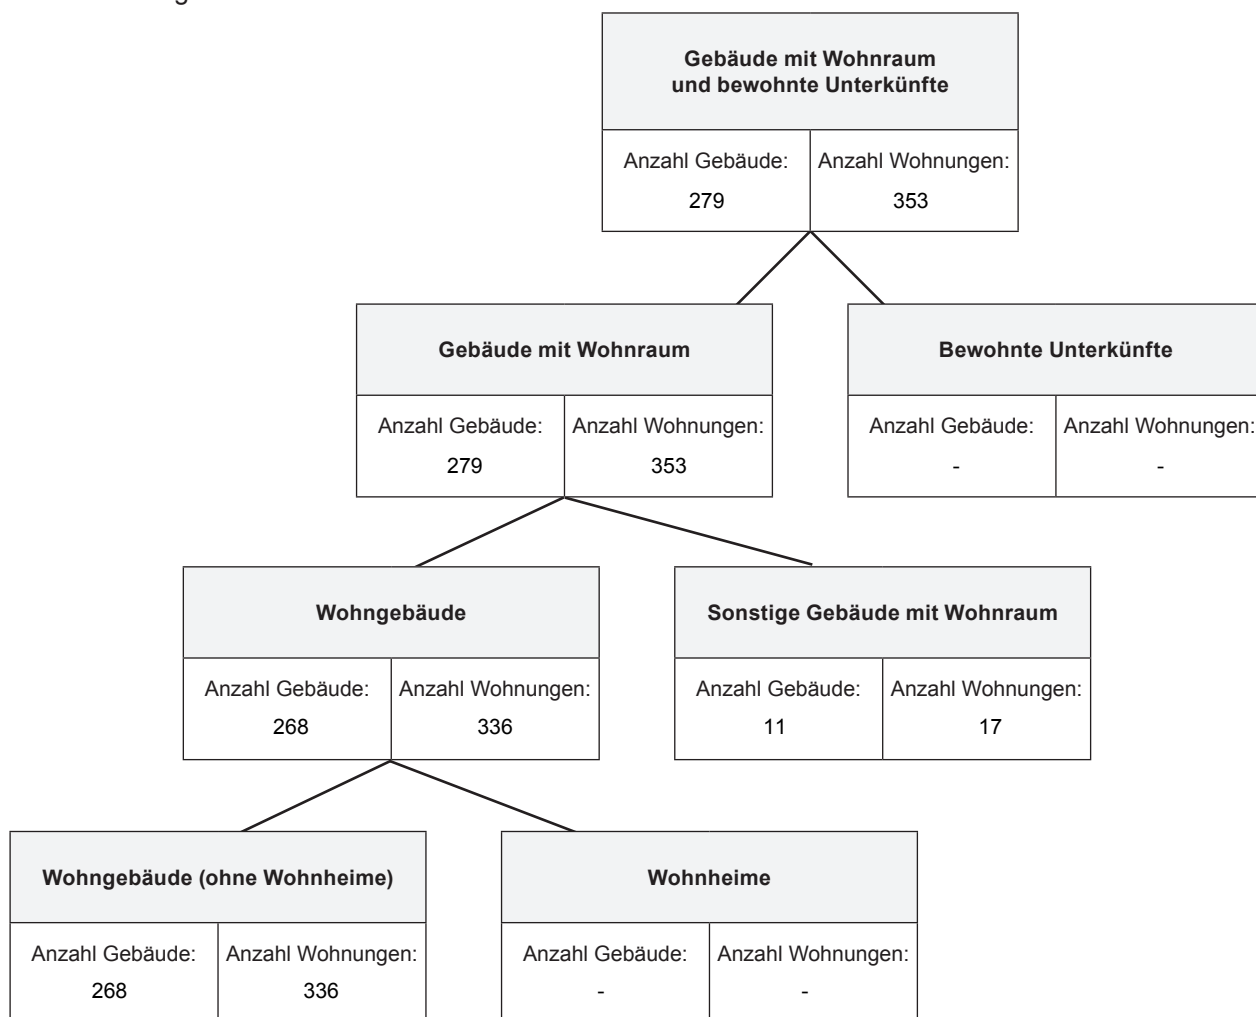 Gebäude mit Wohnraum
und bewohnte Unterkünfte
Anzahl Gebäude: Anzahl Wohnungen:
279 353
Gebäude mit Wohnraum
Anzahl Gebäude: Anzahl Wohnungen:
279 353
Bewohnte Unterkünfte
Anzahl Gebäude: Anzahl Wohnungen:
- -
Wohngebäude
Anzahl Gebäude: Anzahl Wohnungen:
268 336
Sonstige Gebäude mit Wohnraum
Anzahl Gebäude: Anzahl Wohnungen:
11 17
Wohngebäude (ohne Wohnheime)
Anzahl Gebäude: Anzahl Wohnungen:
268 336
Wohnheime
Anzahl Gebäude: Anzahl Wohnungen:
- -